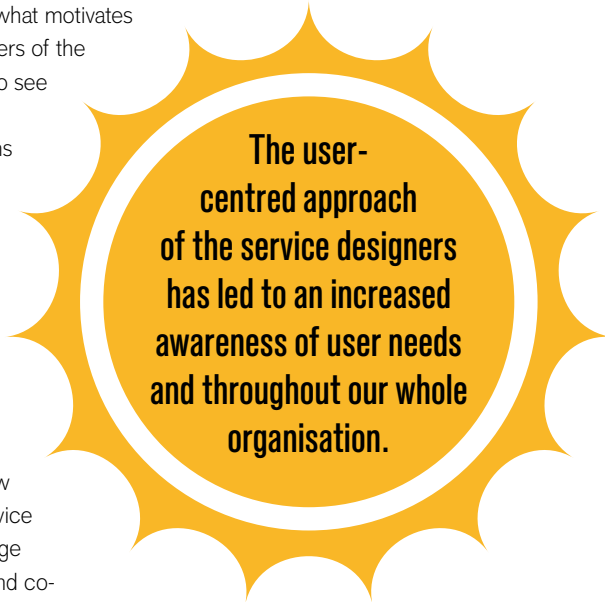 what motivates
ers of the
o see
ns
w
vice
ge
nd co-
The user-
centred approach
of the service designers
has led to an increased
awareness of user needs
and throughout our whole
organisation.